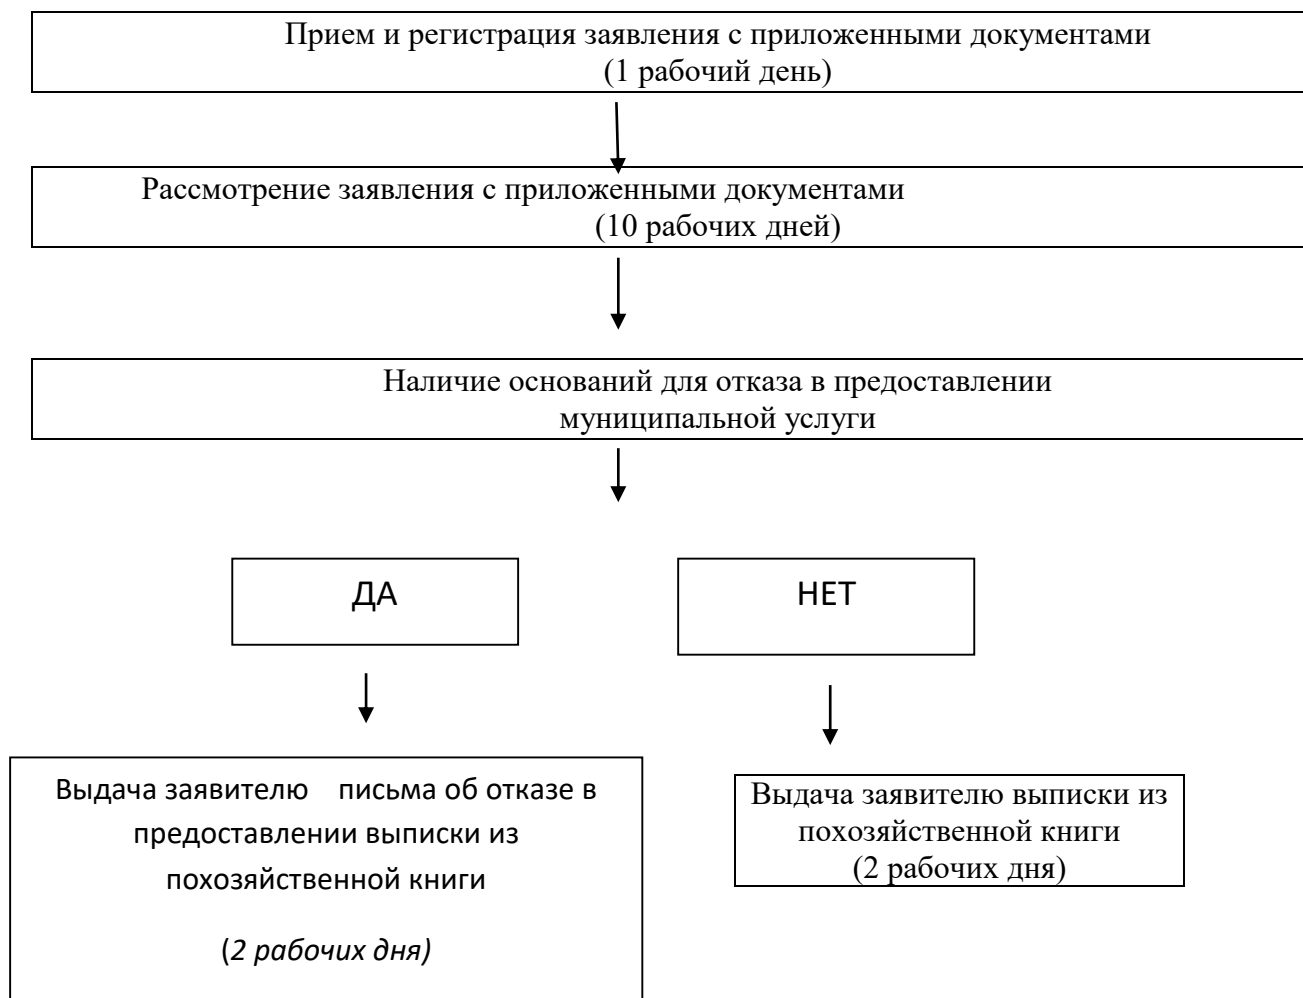 Прием и регистрация заявления с приложенными документами
(1 рабочий день)
Рассмотрение заявления с приложенными документами
(10 рабочих дней)
Наличие оснований для отказа в предоставлении
муниципальной услуги
ДА
НЕТ
Выдача заявителю письма об отказе в
предоставлении выписки из
похозяйственной книги
(2 рабочих дня)
Выдача заявителю выписки из
похозяйственной книги
(2 рабочих дня)